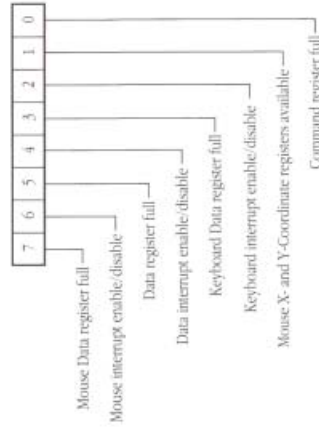 7 6 5 4 3 2 1 0
Mouse Data register full
Mouse interrupt enable/disable
Data register full
Data interrupt enable/disable
Keyboard Data register full
Keyboard interrupt enable/disable
Mouse X- and Y-Coordinate registers available
Command register full